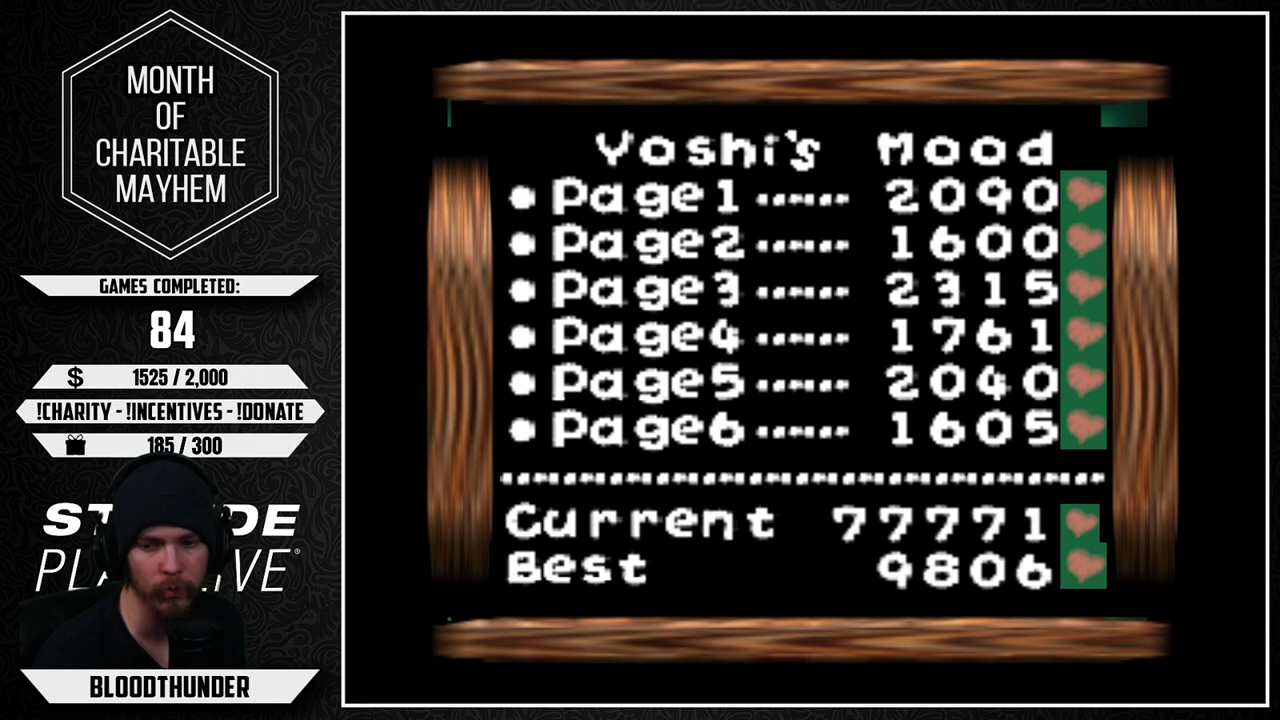 MONTH
OF
CHARITABLE
MAYHEM
GAMES COMPLETED:
84
$ 1525 / 2,000
!CHARITY - !INCENTIVES - !DONATE
185 / 300
BLOODTHUNDER
Yoshi's Mood
Page1 ······ 2090
Page2 ······ 1600
Page3 ······ 2315
Page4 ······ 1761
Page5 ······ 2040
Page6 ······ 1605
Current 77771
Best 9806